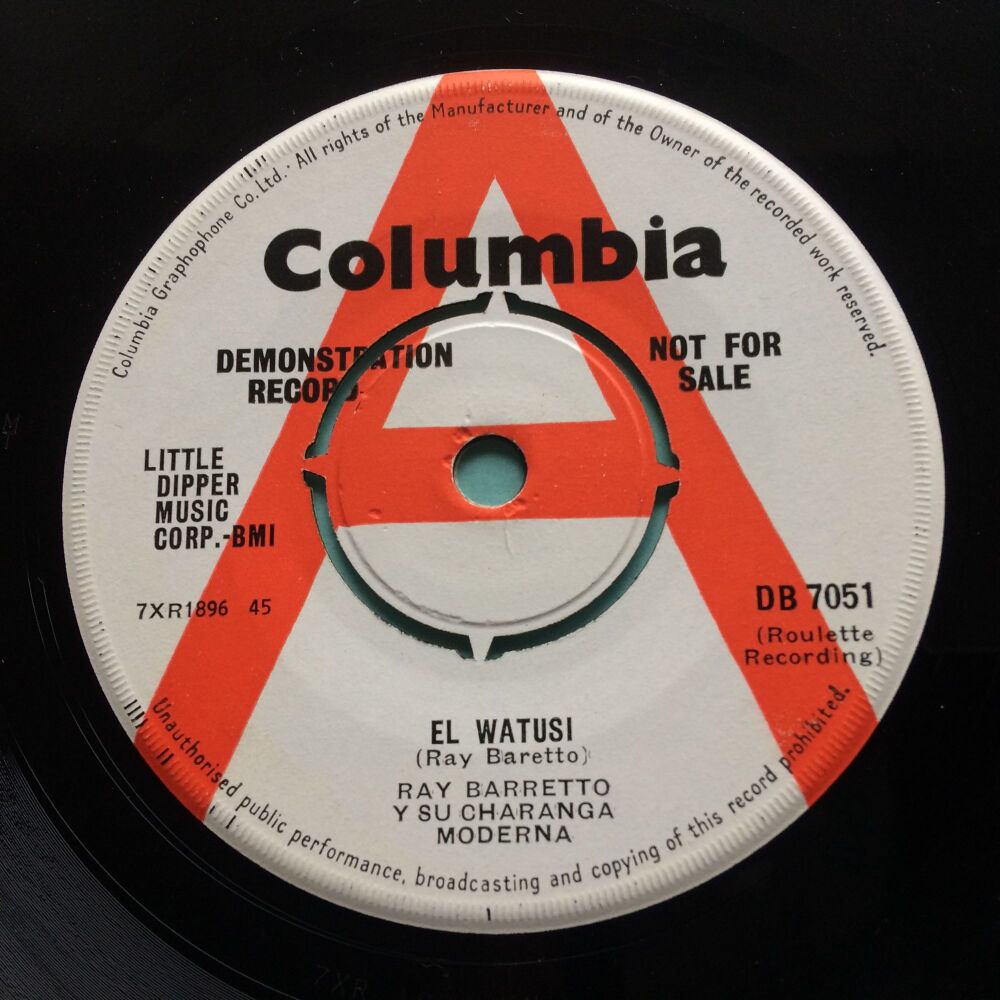 Columbia Graphophone Co. Ltd. · All rights of the Manufacturer and of the Owner of the recorded work reserved.
Columbia
DEMONSTRATION
RECORD
NOT FOR
SALE
LITTLE
DIPPER
MUSIC
CORP.-BMI
7XR1896 45
DB 7051
(Roulette
Recording)
EL WATUSI
(Ray Baretto)
RAY BARRETTO
Y SU CHARANGA
MODERNA
Unauthorised public performance, broadcasting and copying of this record prohibited.
7XR